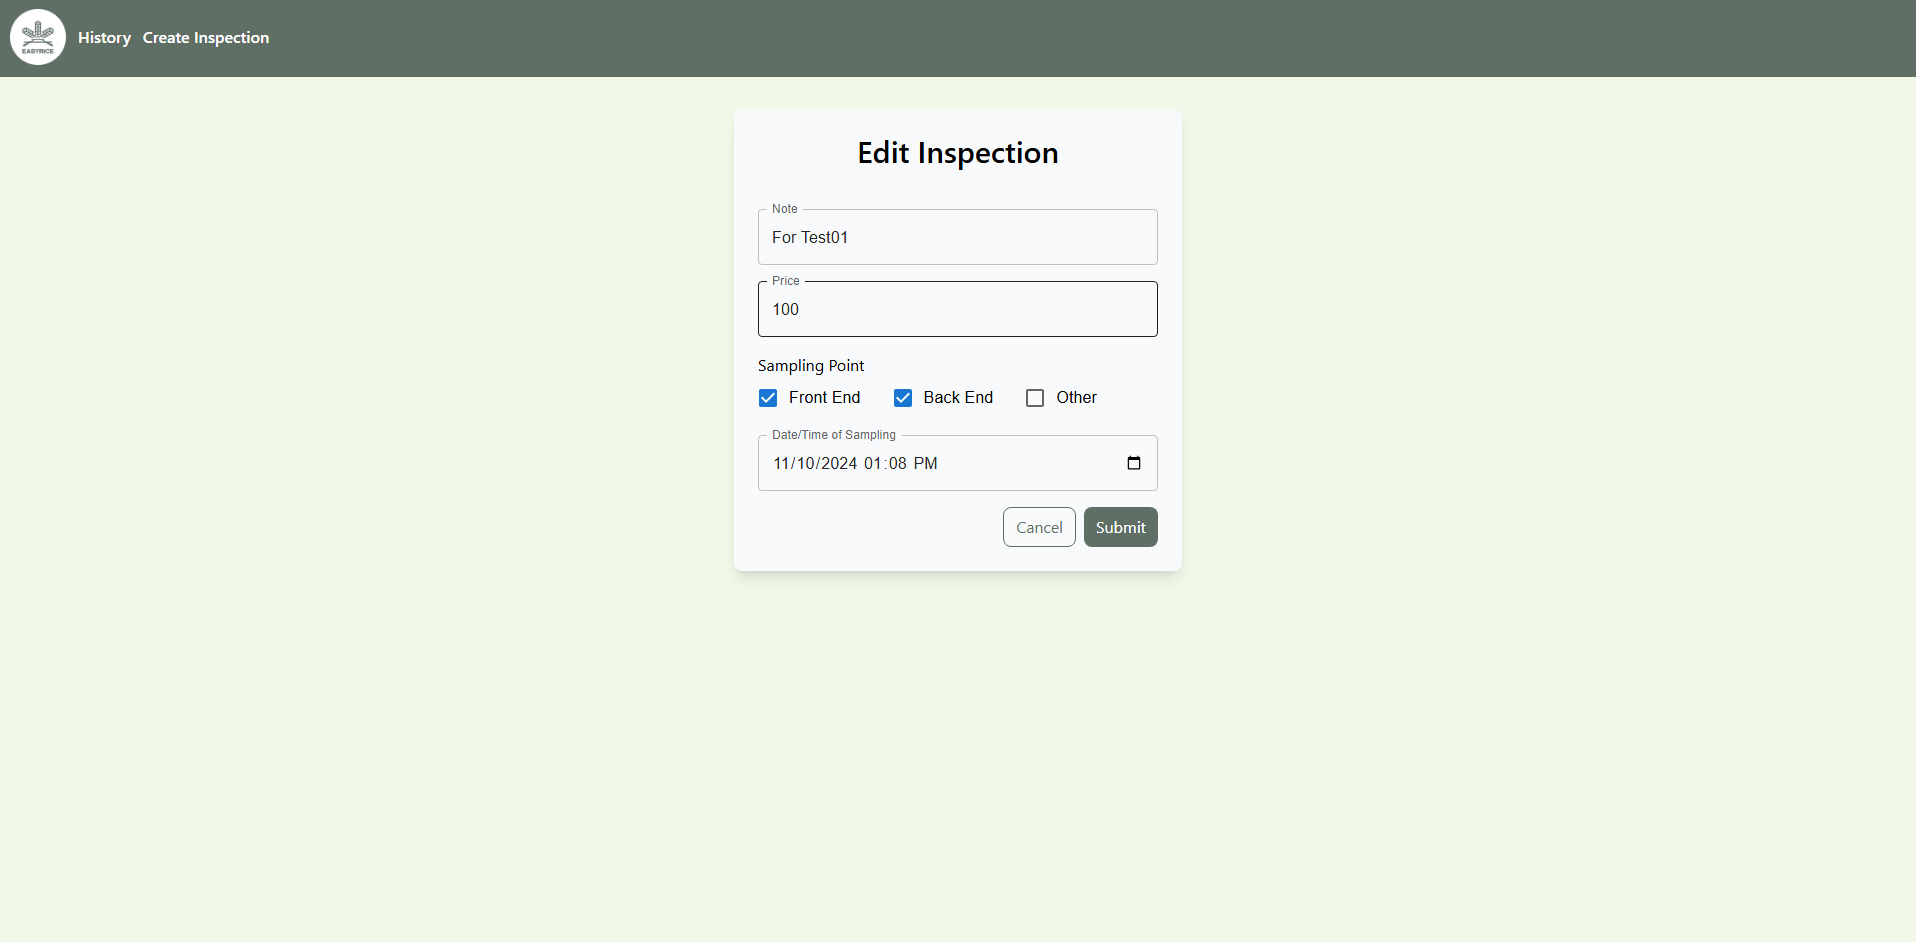 EASYRICE
History Create Inspection
Edit Inspection
Note
For Test01
Price
100
Sampling Point
Front End Back End Other
Date/Time of Sampling
11/10/2024 01:08 PM
Cancel Submit